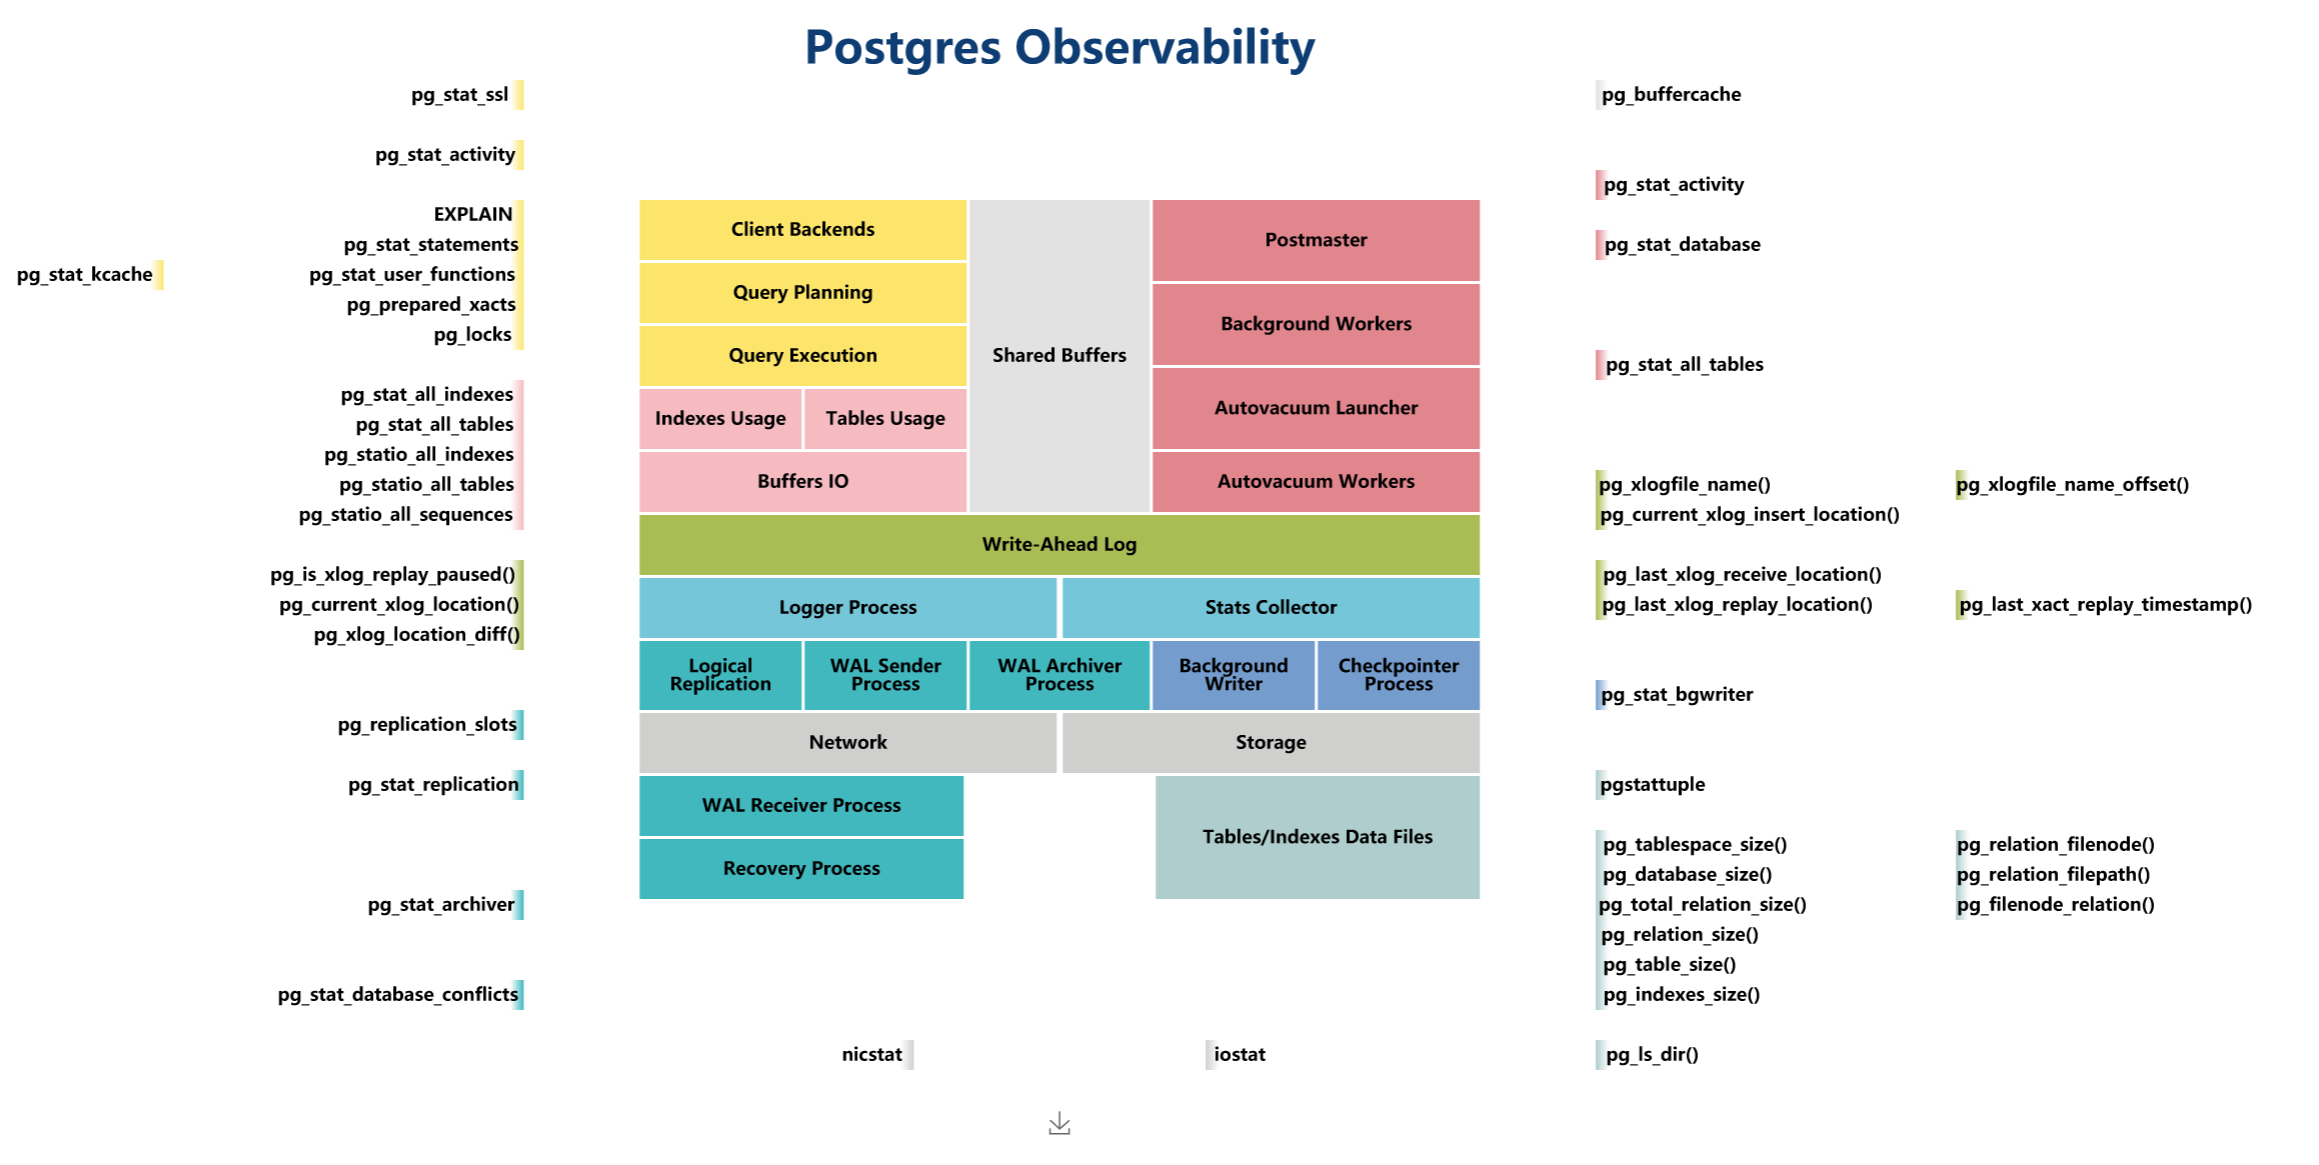 Postgres Observability
pg_stat_ssl
pg_stat_activity
EXPLAIN
pg_stat_statements
pg_stat_kcache
pg_stat_user_functions
pg_prepared_xacts
pg_locks
pg_stat_all_indexes
pg_stat_all_tables
pg_statio_all_indexes
pg_statio_all_tables
pg_statio_all_sequences
pg_is_xlog_replay_paused()
pg_current_xlog_location()
pg_xlog_location_diff()
pg_replication_slots
pg_stat_replication
pg_stat_archiver
pg_stat_database_conflicts
Client Backends
Query Planning
Query Execution
Indexes Usage
Tables Usage
Buffers IO
Shared Buffers
Postmaster
Background Workers
Autovacuum Launcher
Autovacuum Workers
Write-Ahead Log
Logger Process
Stats Collector
Logical
Replication
WAL Sender
Process
WAL Archiver
Process
Background
Writer
Checkpointer
Process
Network
Storage
WAL Receiver Process
Recovery Process
Tables/Indexes Data Files
nicstat
iostat
pg_buffercache
pg_stat_activity
pg_stat_database
pg_stat_all_tables
pg_xlogfile_name()
pg_xlogfile_name_offset()
pg_current_xlog_insert_location()
pg_last_xlog_receive_location()
pg_last_xlog_replay_location()
pg_last_xact_replay_timestamp()
pg_stat_bgwriter
pgstattuple
pg_tablespace_size()
pg_relation_filenode()
pg_database_size()
pg_relation_filepath()
pg_total_relation_size()
pg_filenode_relation()
pg_relation_size()
pg_table_size()
pg_indexes_size()
pg_ls_dir()